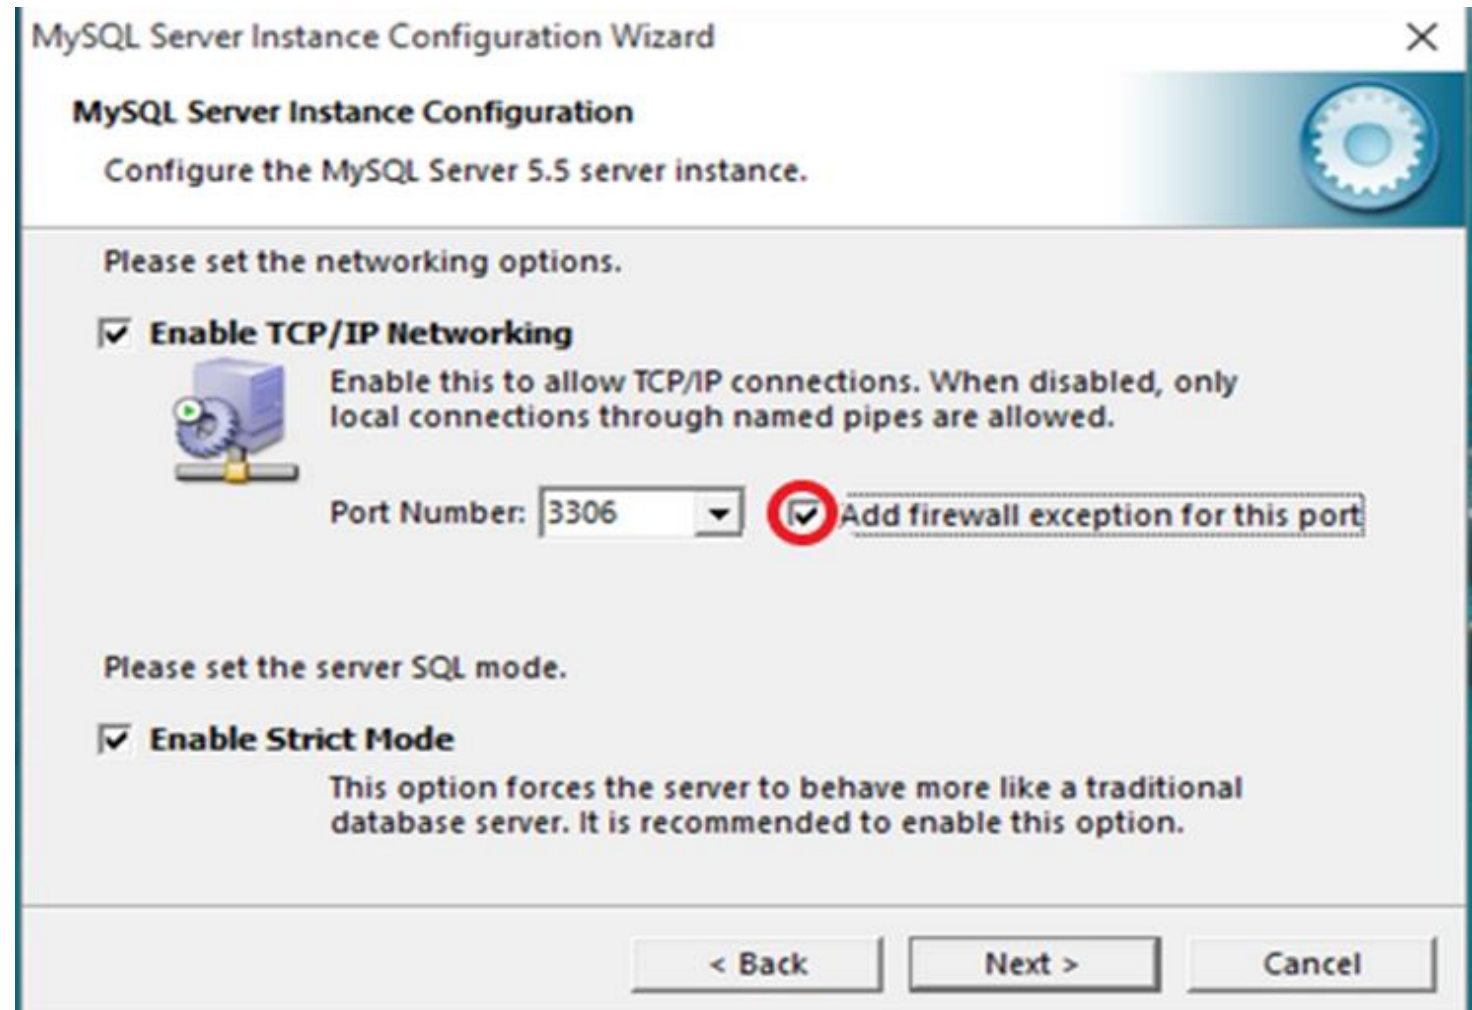 MySQL Server Instance Configuration Wizard
MySQL Server Instance Configuration
Configure the MySQL Server 5.5 server instance.
Please set the networking options.
Enable TCP/IP Networking
Enable this to allow TCP/IP connections. When disabled, only
local connections through named pipes are allowed.
Port Number: 3306 Add firewall exception for this port
Please set the server SQL mode.
Enable Strict Mode
This option forces the server to behave more like a traditional
database server. It is recommended to enable this option.
< Back Next > Cancel